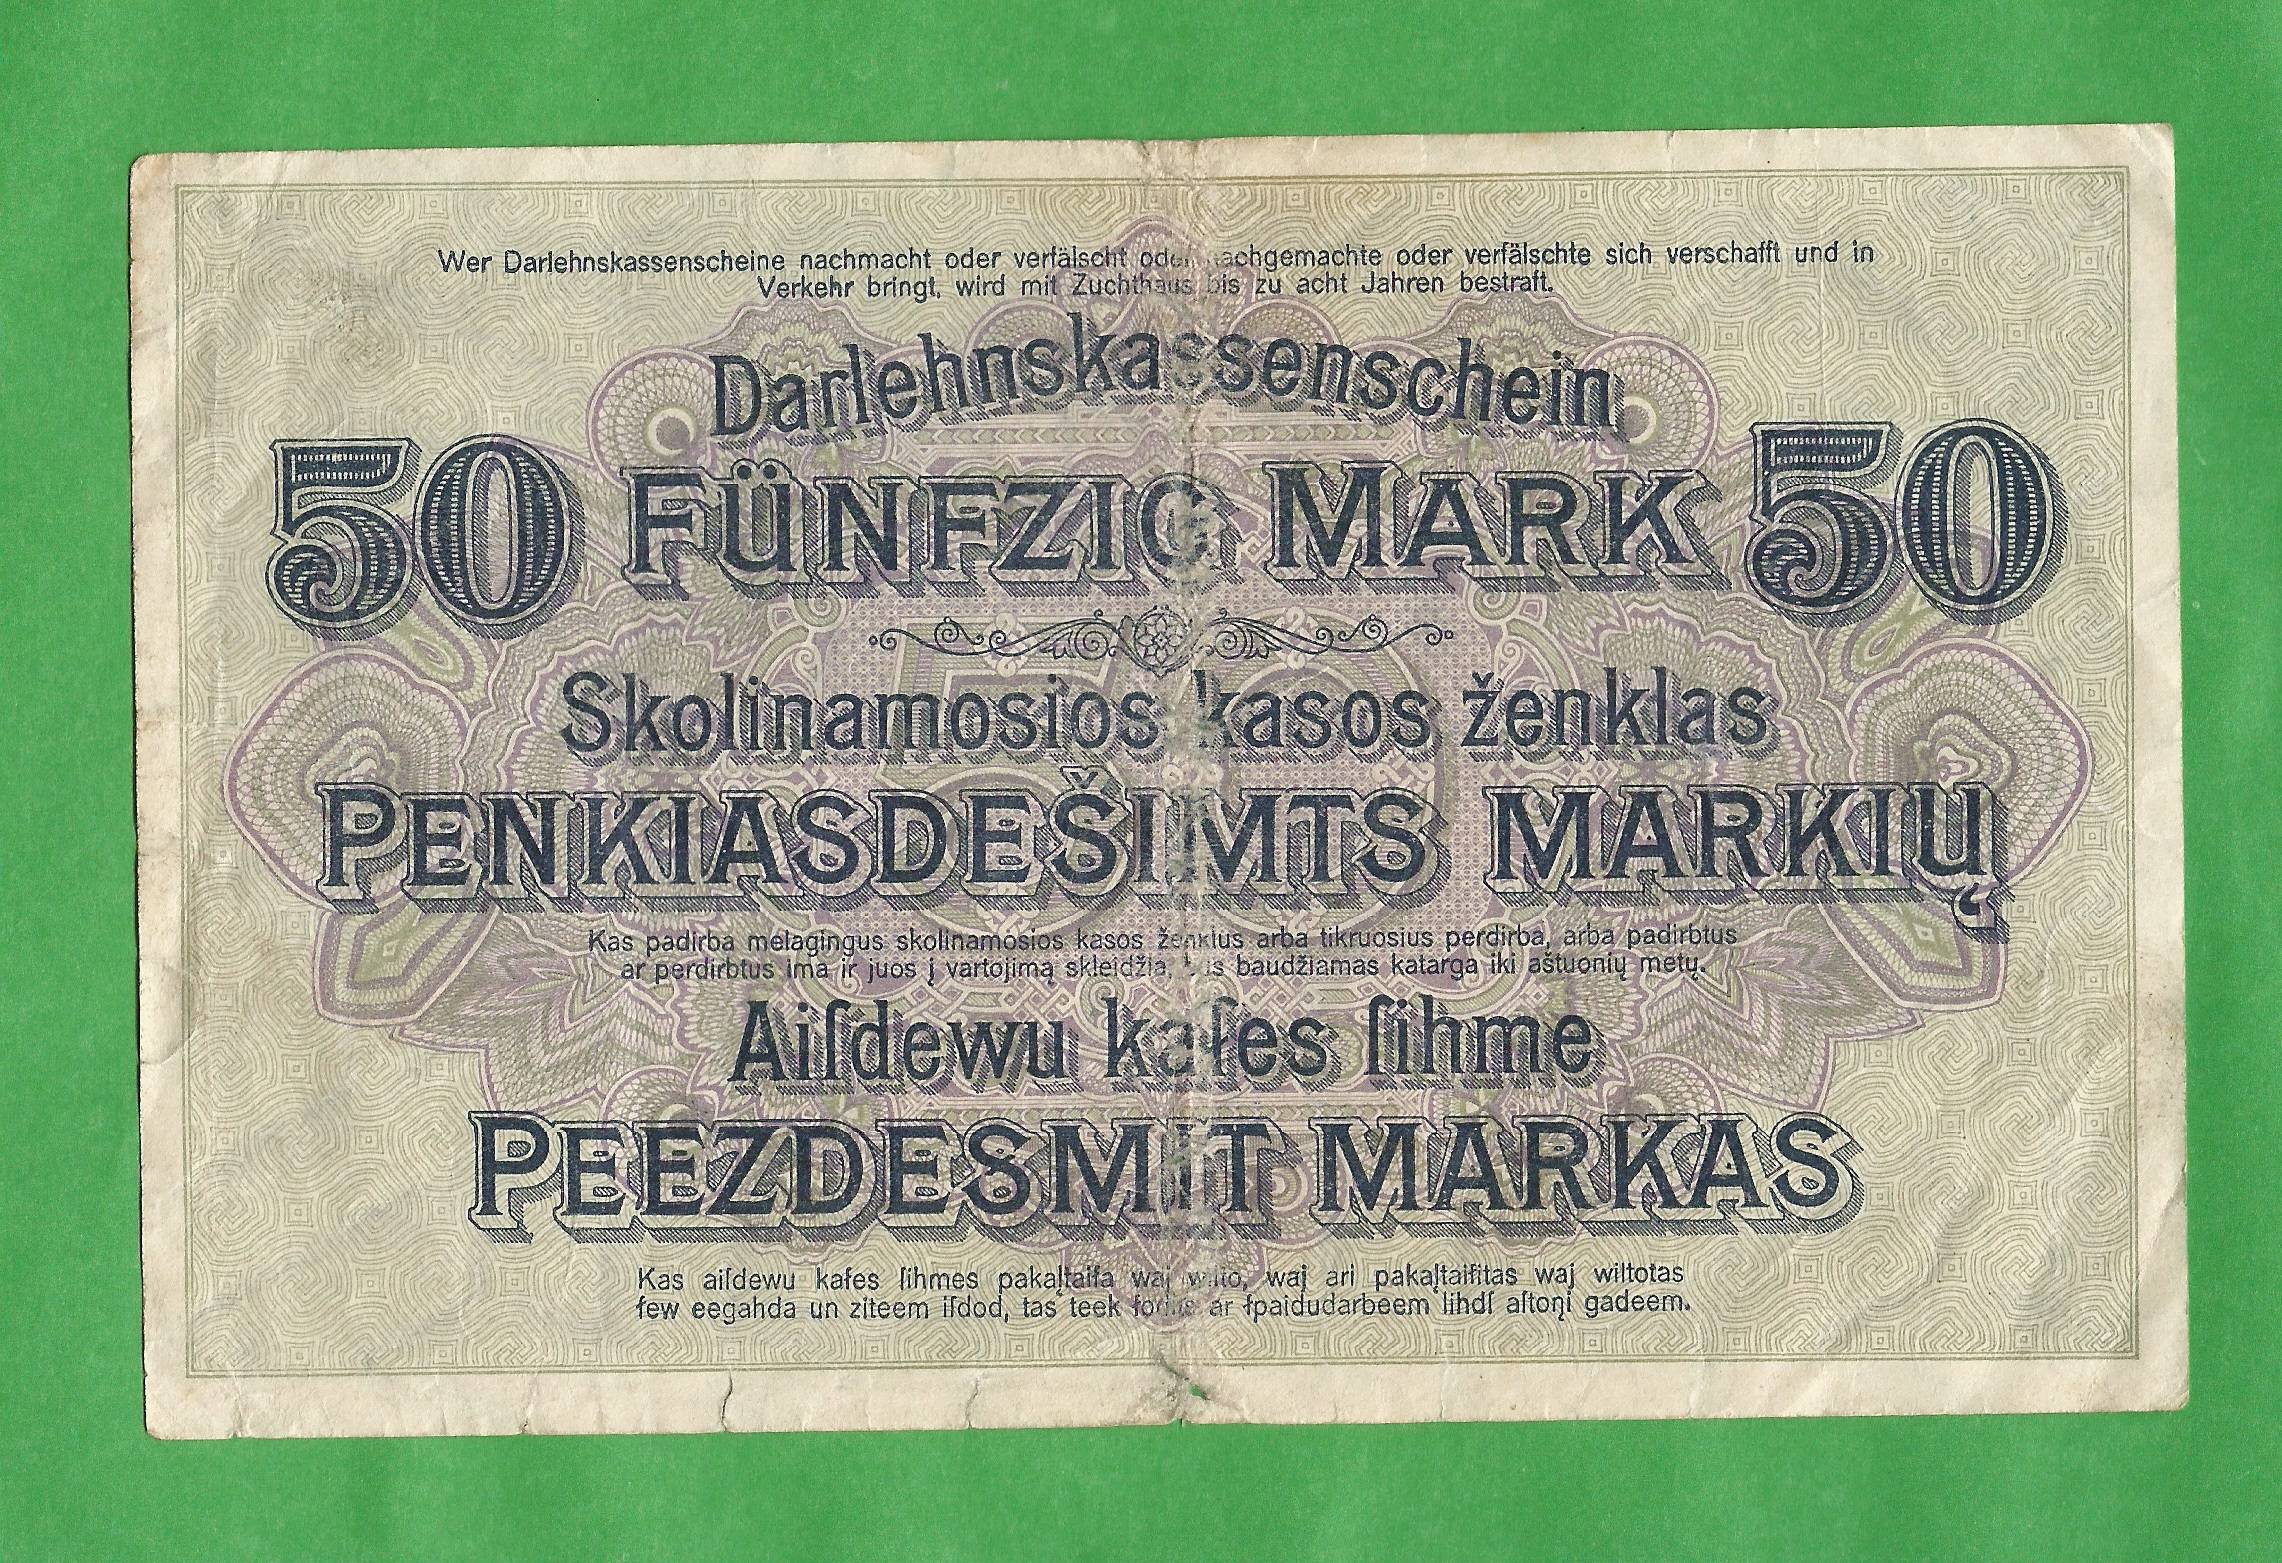 Wer Darlehnskassenscheine nachmacht oder verfälscht oder nachgemachte oder verfälschte sich verschafft und in
Verkehr bringt, wird mit Zuchthaus bis zu acht Jahren bestraft.
Darlehnskassenschein
50 FÜNFZIG MARK 50
Skolinamosios kasos ženklas
PENKIASDEŠIMTS MARKIŲ
Kas padirba melagingus skolinamosios kasos ženklus arba tikruosius perdirba, arba padirbtus
ar perdirbtus ima ir juos į vartojimą skleidžia, bus baudžiamas katarga iki aštuonių metų.
Aiſdewu kaſes ſihme
PEEZDESMIT MARKAS
Kas aiſdewu kaſes ſihmes pakaļtaiſa waj wilto, waj ari pakaļtaiſitas waj wiltotas
ſew eegahda un ziteem iſdod, tas teek ſodits ar ſpaidudarbeem lihdſ aſtoņi gadeem.